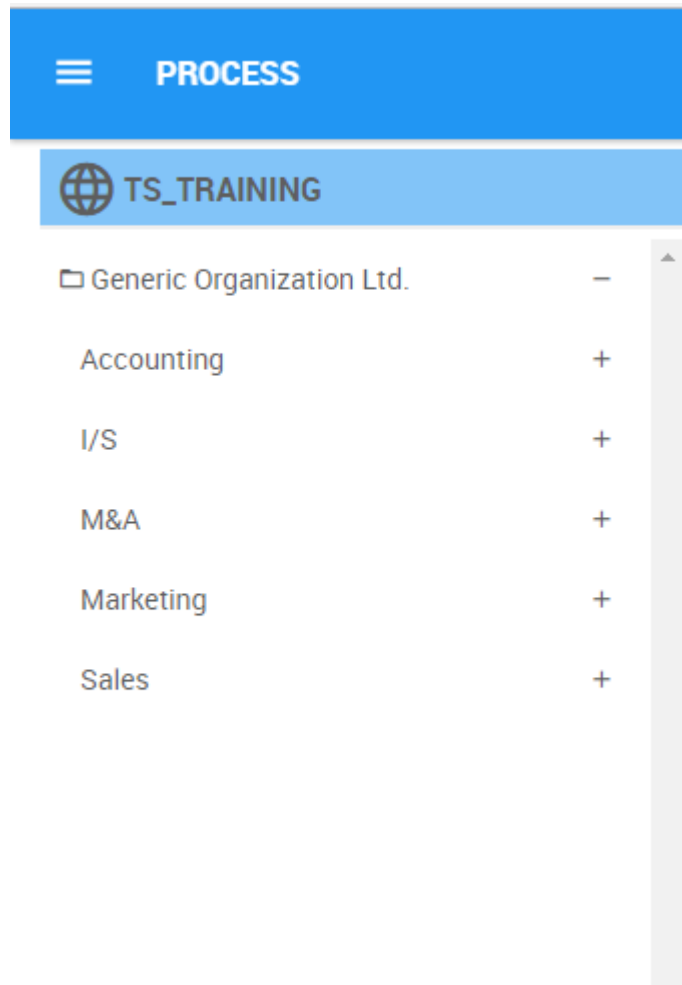 PROCESS
TS_TRAINING
Generic Organization Ltd. −
Accounting +
I/S +
M&A +
Marketing +
Sales +